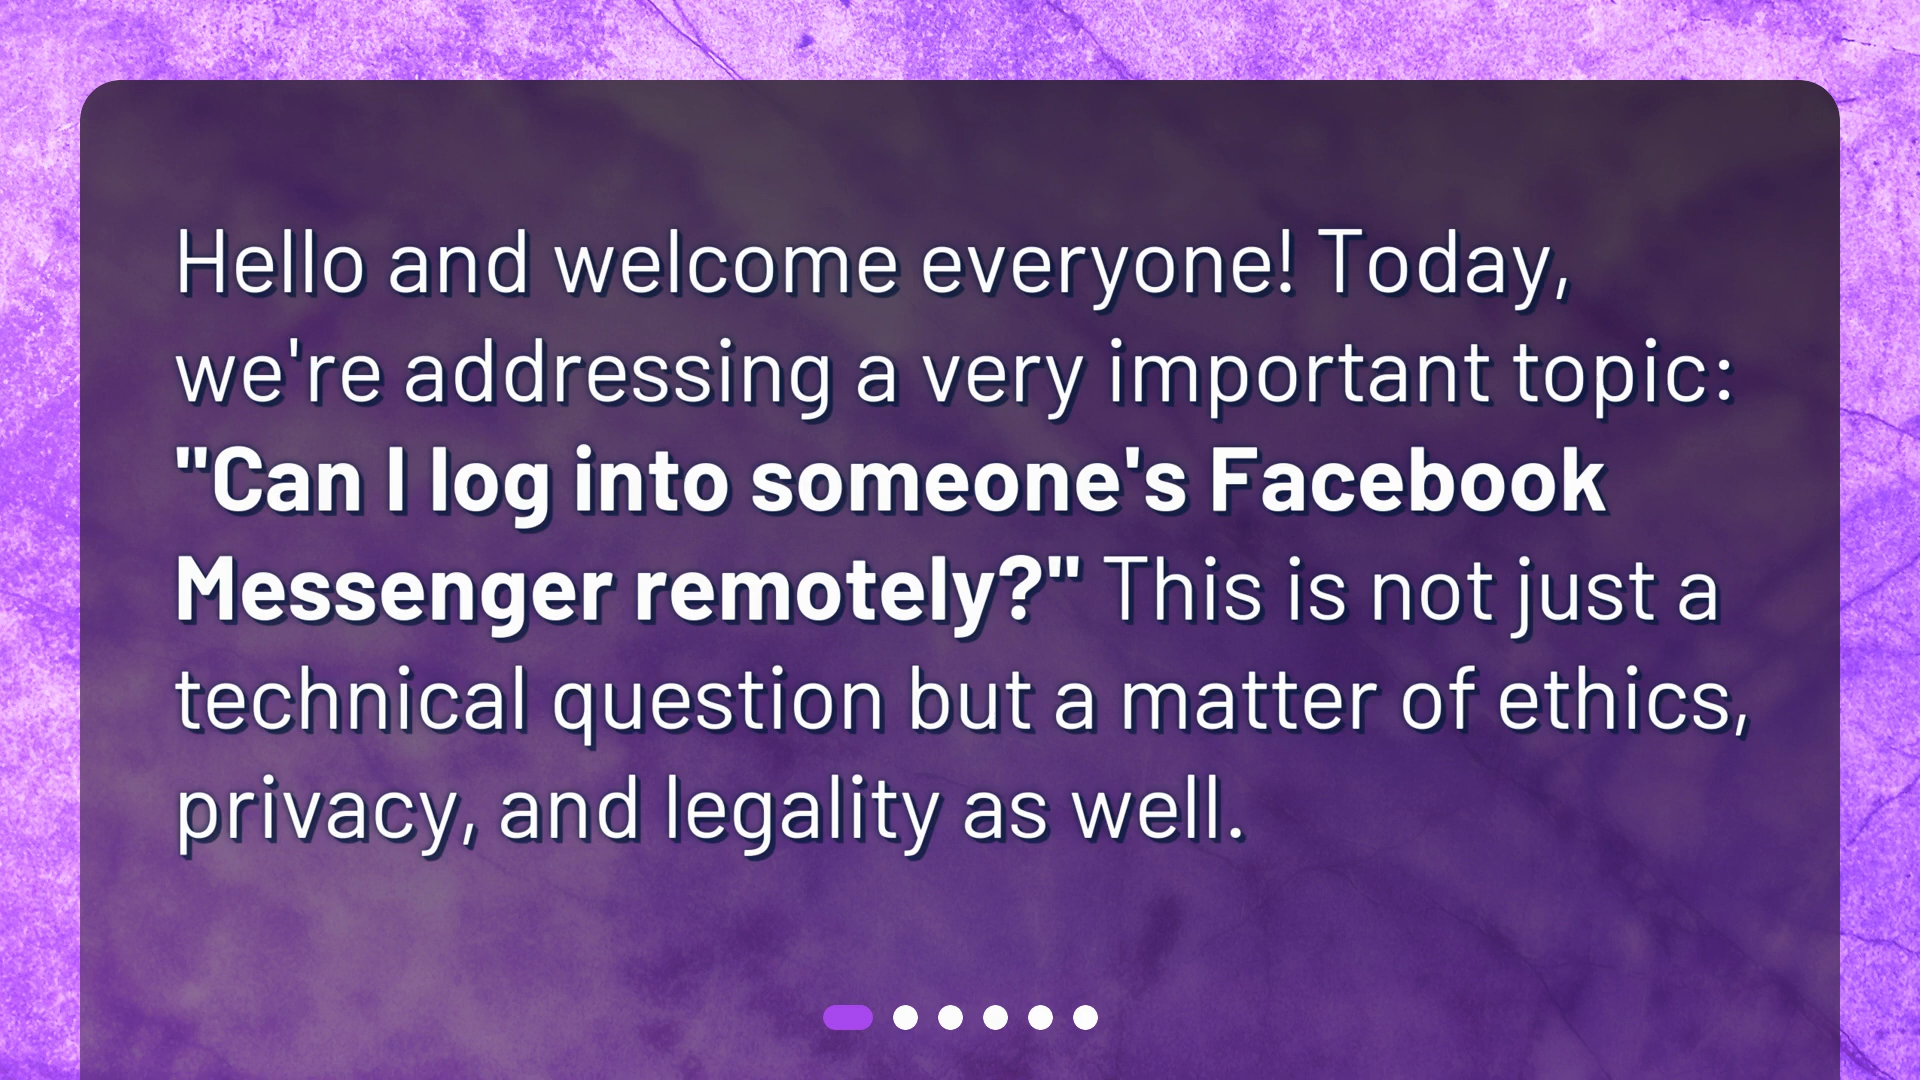 Hello and welcome everyone! Today,
we're addressing a very important topic:
"Can I log into someone's Facebook
Messenger remotely?" This is not just a
technical question but a matter of ethics,
privacy, and legality as well.